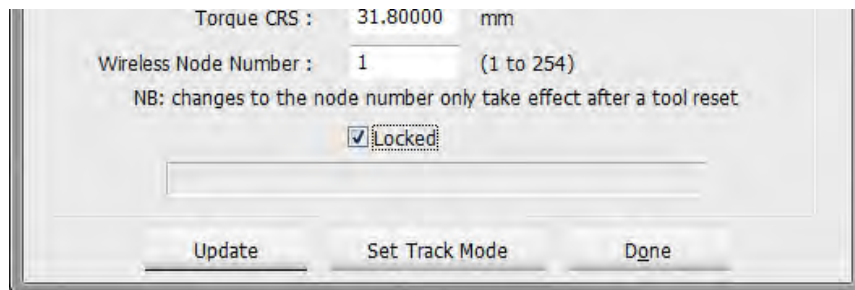 Torque CRS : 31.80000 mm
Wireless Node Number : 1 (1 to 254)
NB: changes to the node number only take effect after a tool reset
Locked
Update Set Track Mode Done